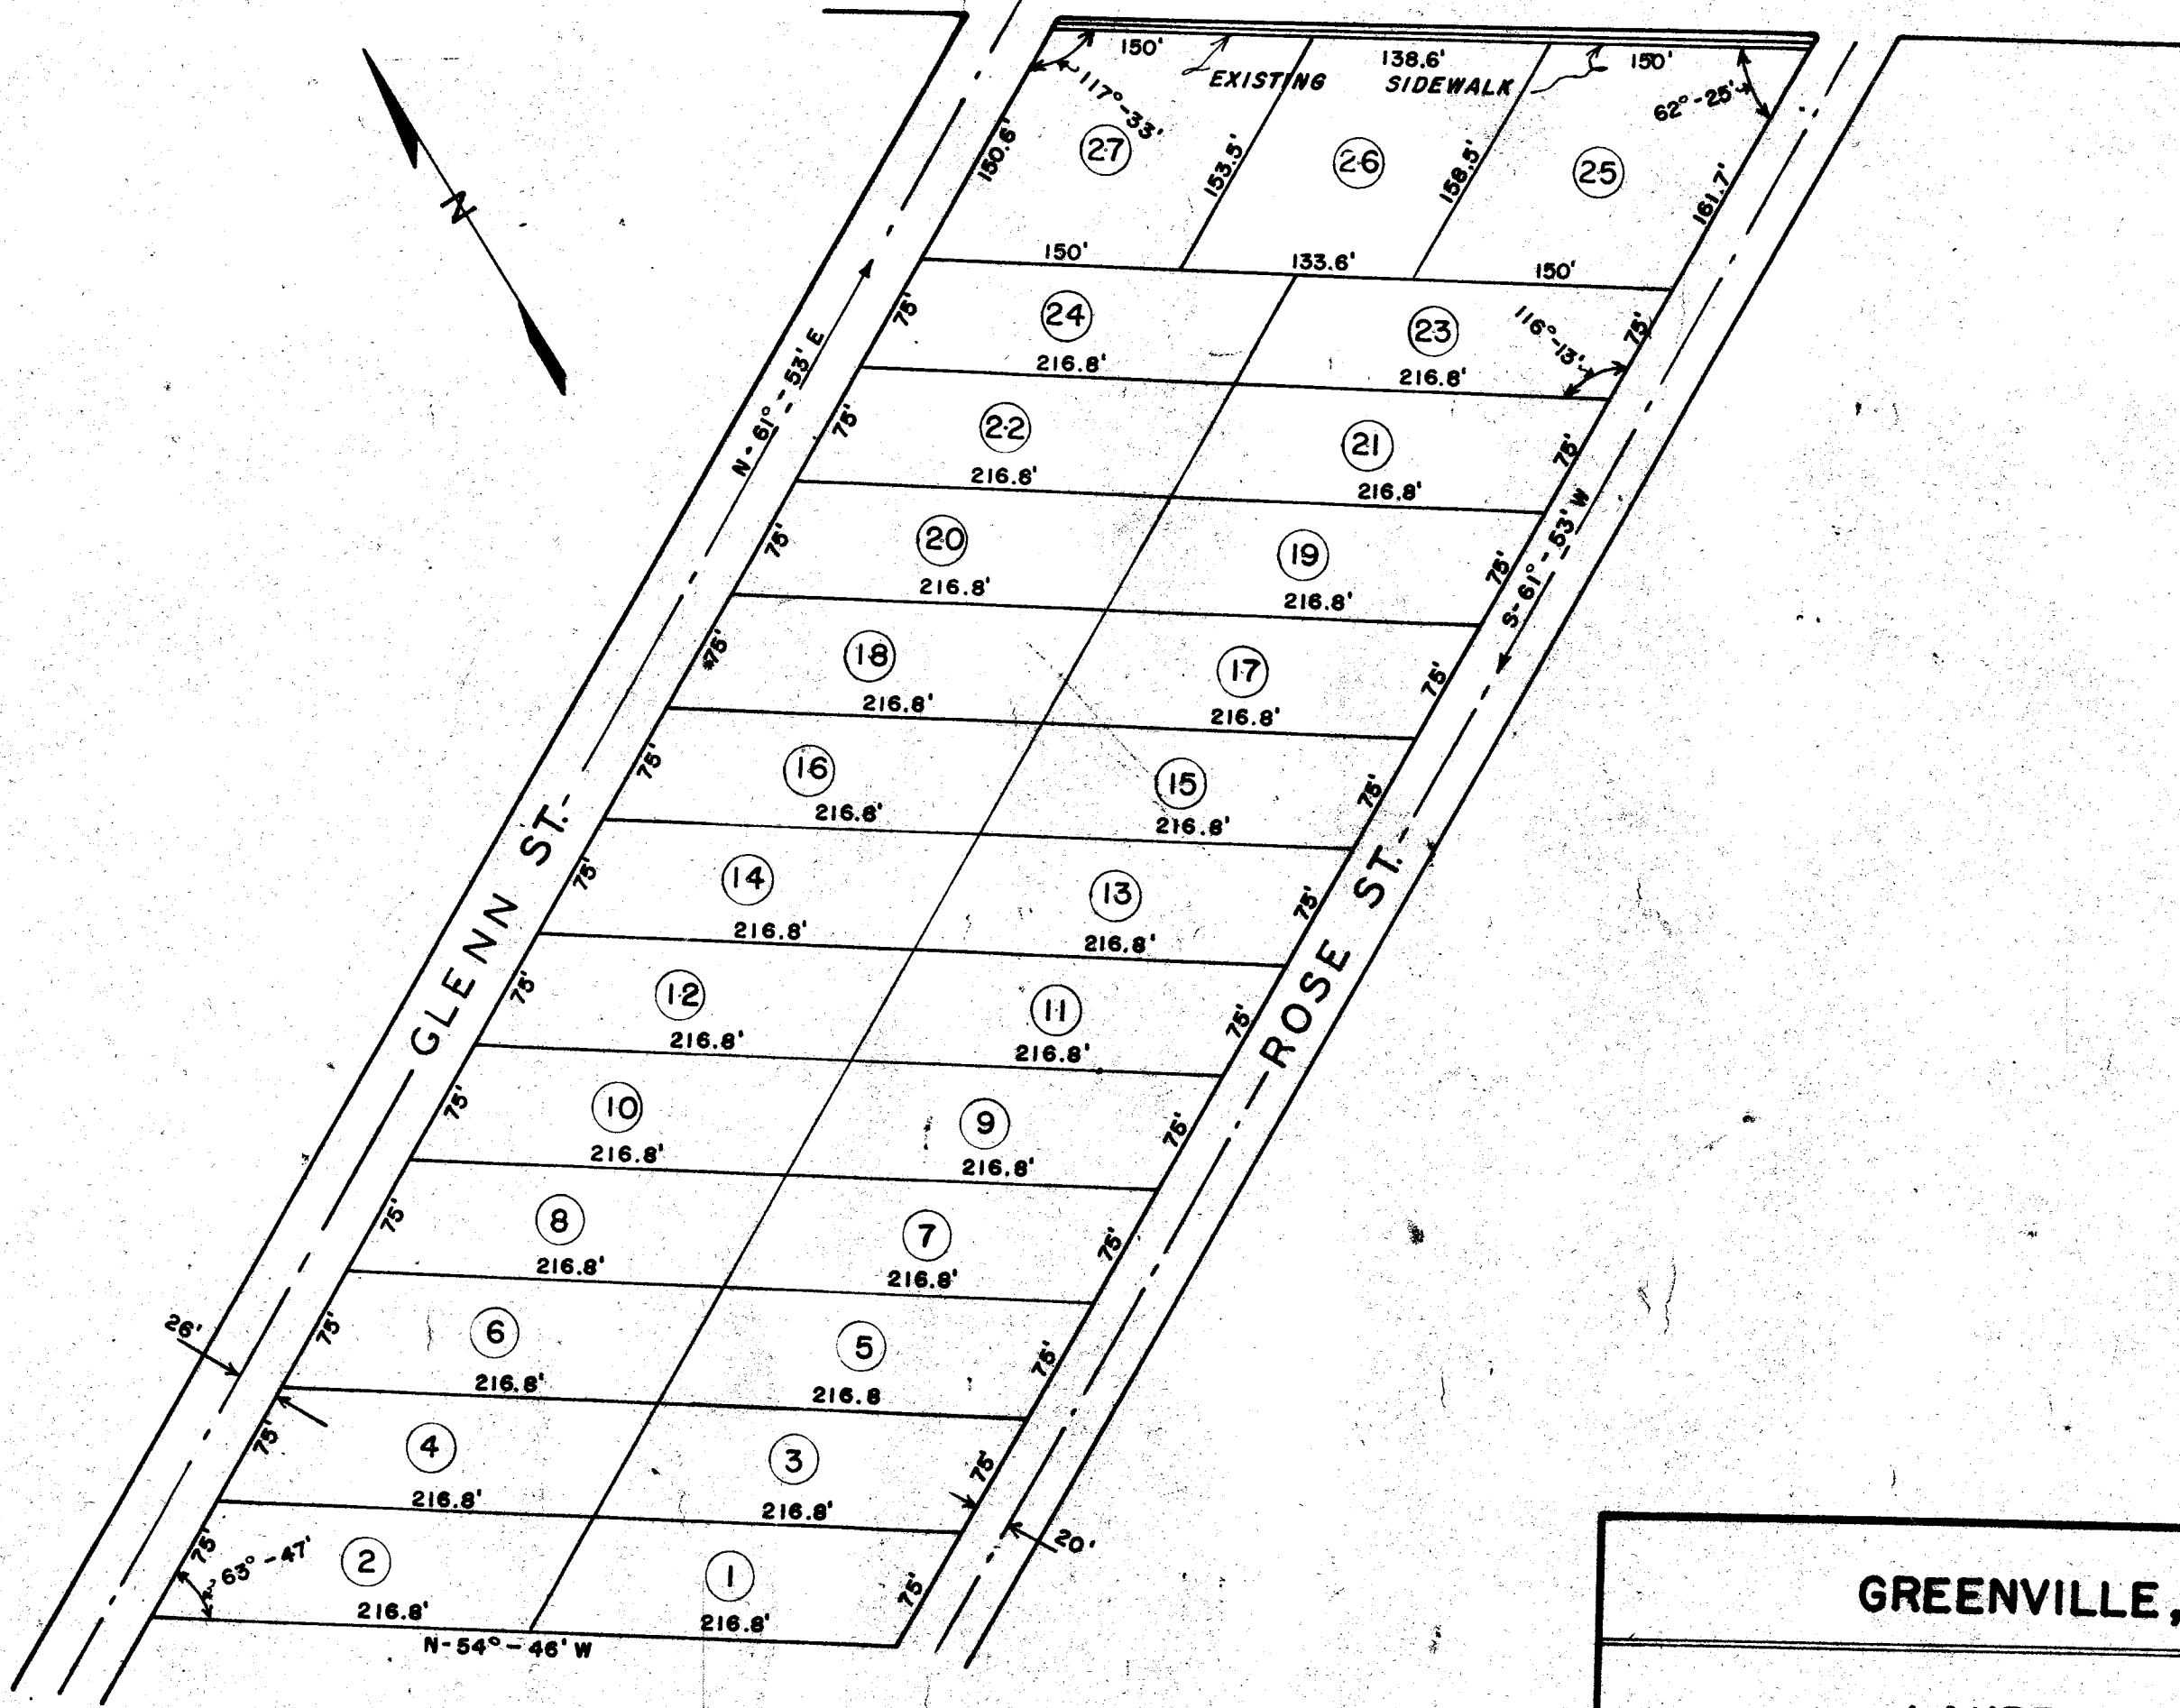 150' 138.6' 150'
EXISTING SIDEWALK
117°-33' 62°-25'
150.6' 27 153.5' 26 158.5' 25 161.7'
150' 133.6' 150'
75' 24 23 116°-13' 75'
216.8' 216.8'
N-61°-53' E
75' 22 21 75'
216.8' 216.8'
S-61°-53' W
75' 20 19 75'
216.8' 216.8'
75' 18 17 75'
216.8' 216.8'
75' 16 15 75'
216.8' 216.8'
GLENN ST.
ROSE ST.
75' 14 13 75'
216.8' 216.8'
75' 12 11 75'
216.8' 216.8'
75' 10 9 75'
216.8' 216.8'
75' 8 7 75'
216.8' 216.8'
26'
75' 6 5 75'
216.8' 216.8
75' 4 3 75'
216.8' 216.8'
20'
75' 63°-47' 2 1 75'
216.8' 216.8'
N-54°-46' W
N
GREENVILLE,